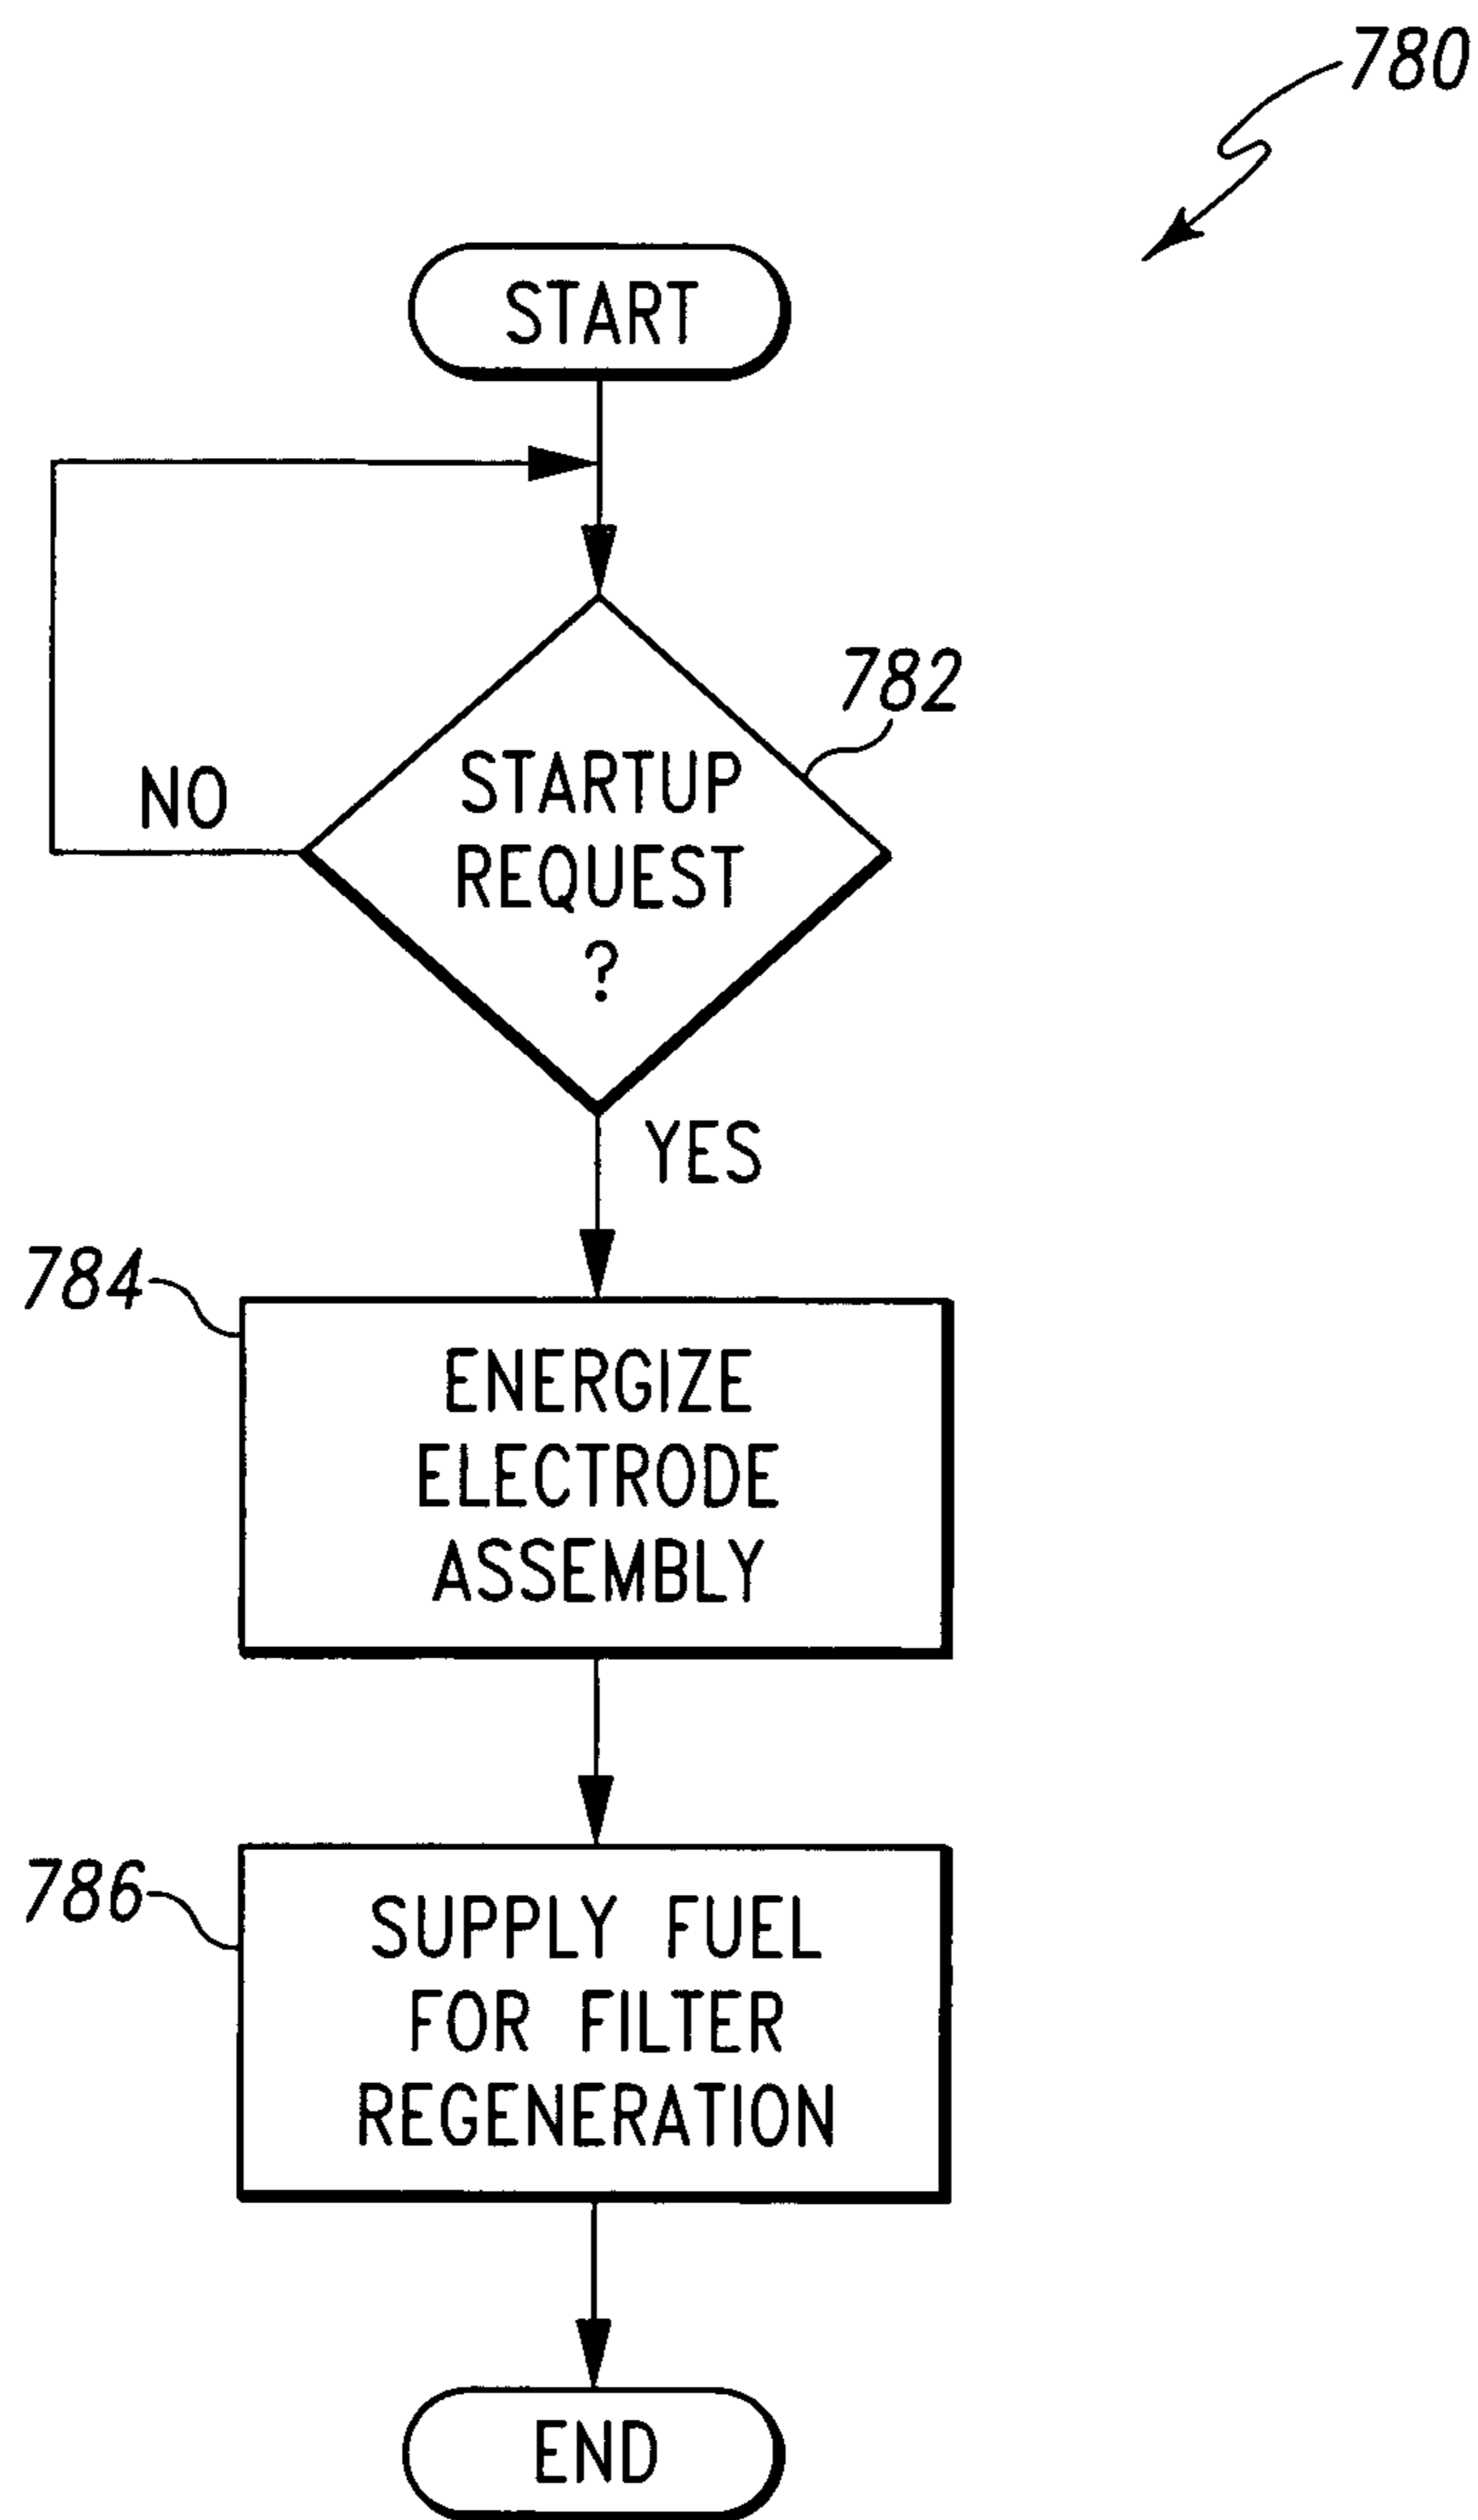 780
START
782
STARTUP
REQUEST
?
NO
YES
784
ENERGIZE
ELECTRODE
ASSEMBLY
786
SUPPLY FUEL
FOR FILTER
REGENERATION
END